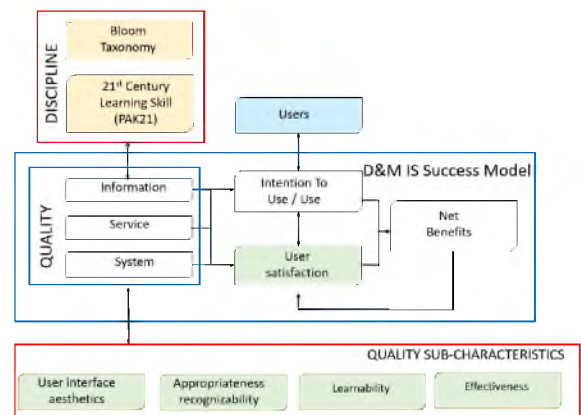 DISCIPLINE
Bloom
Taxonomy
21st Century
Learning Skill
(PAK21)
Users
D&M IS Success Model
QUALITY
Information
Service
System
Intention To
Use / Use
User
satisfaction
Net
Benefits
QUALITY SUB-CHARACTERISTICS
User Interface
aesthetics
Appropriateness
recognizability
Learnability
Effectiveness